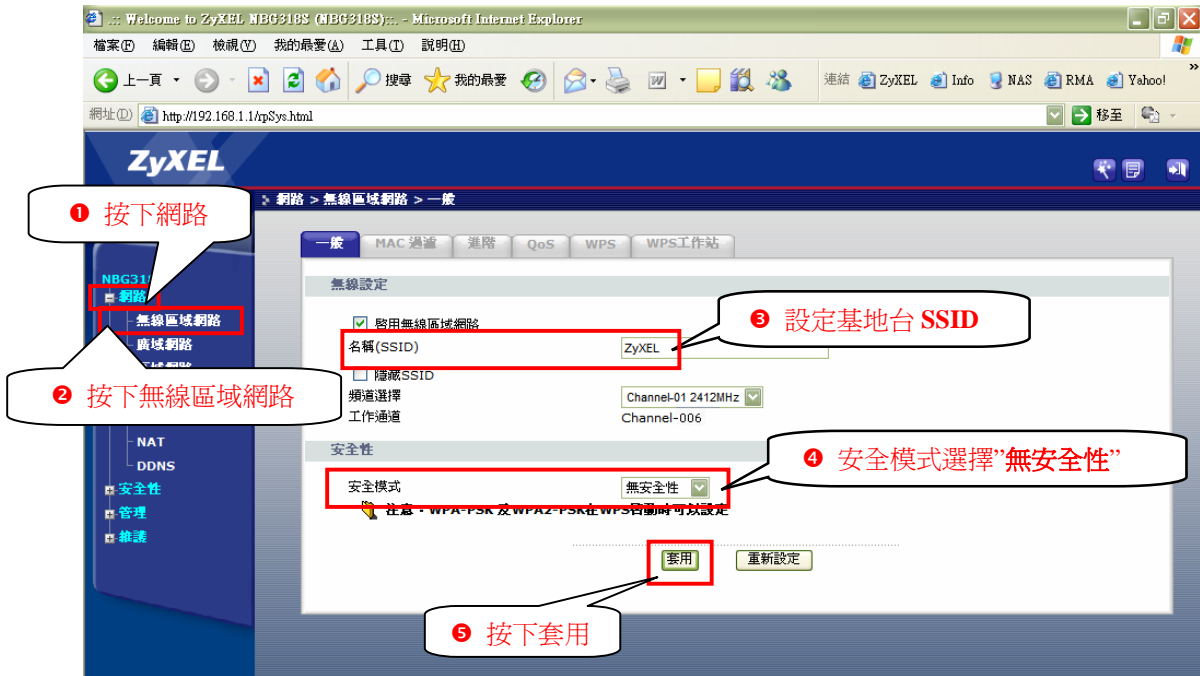 .:: Welcome to ZyXEL NBG318S (NBG318S)::. - Microsoft Internet Explorer
檔案(F) 編輯(E) 檢視(V) 我的最愛(A) 工具(T) 說明(H)
上一頁 搜尋 我的最愛 連結 ZyXEL Info NAS RMA Yahoo! »
網址(D) http://192.168.1.1/rpSys.html 移至
ZyXEL
網路 > 無線區域網路 > 一般
❶ 按下網路
一般 MAC 過濾 進階 QoS WPS WPS工作站
NBG31
網路
無線區域網路
廣域網路
❷ 按下無線區域網路
NAT
DDNS
安全性
管理
維護
無線設定
啓用無線區域網路
❸ 設定基地台 SSID
名稱(SSID) ZyXEL
隱藏SSID
頻道選擇 Channel-01 2412MHz
工作通道 Channel-006
安全性
❹ 安全模式選擇”無安全性”
安全模式 無安全性
注意：WPA-PSK 及WPA2-PSK在WPS啓動時可以設定
套用 重新設定
❺ 按下套用